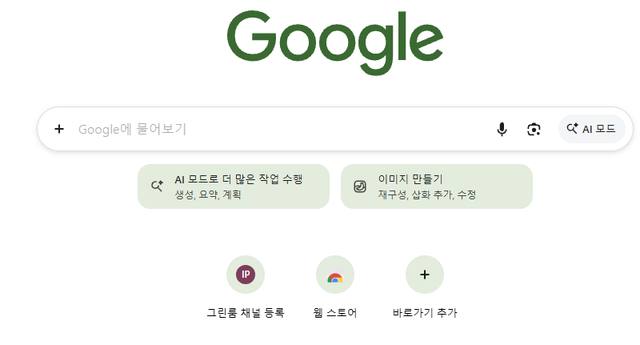 Google
Google에 물어보기
AI 모드
AI 모드로 더 많은 작업 수행
생성, 요약, 계획
이미지 만들기
재구성, 삽화 추가, 수정
IP
그린룸 채널 등록
웹 스토어
바로가기 추가